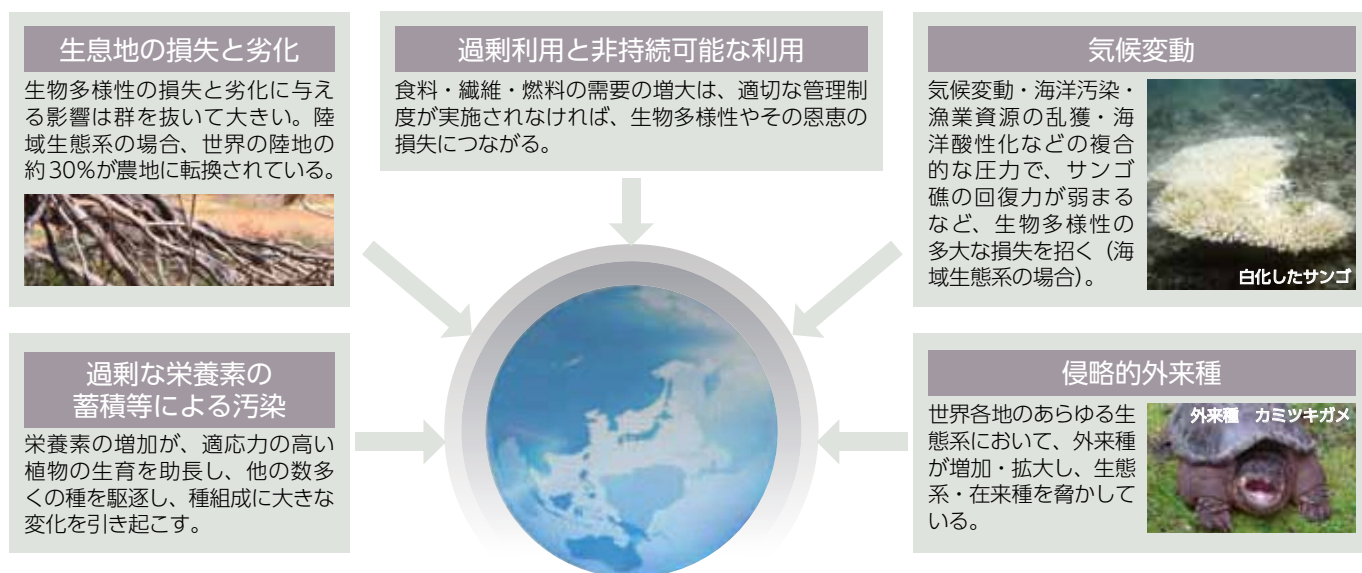 生息地の損失と劣化
生物多様性の損失と劣化に与え
る影響は群を抜いて大きい。陸
域生態系の場合、世界の陸地の
約30%が農地に転換されている。
過剰利用と非持続可能な利用
食料・繊維・燃料の需要の増大は、適切な管理制
度が実施されなければ、生物多様性やその恩恵の
損失につながる。
気候変動
気候変動・海洋汚染・
漁業資源の乱獲・海
洋酸性化などの複合
的な圧力で、サンゴ
礁の回復力が弱まる
など、生物多様性の
多大な損失を招く（海
域生態系の場合）。
白化したサンゴ
過剰な栄養素の
蓄積等による汚染
栄養素の増加が、適応力の高い
植物の生育を助長し、他の数多
くの種を駆逐し、種組成に大きな
変化を引き起こす。
侵略的外来種
世界各地のあらゆる生
態系において、外来種
が増加・拡大し、生態
系・在来種を脅かして
いる。
外来種　カミツキガメ